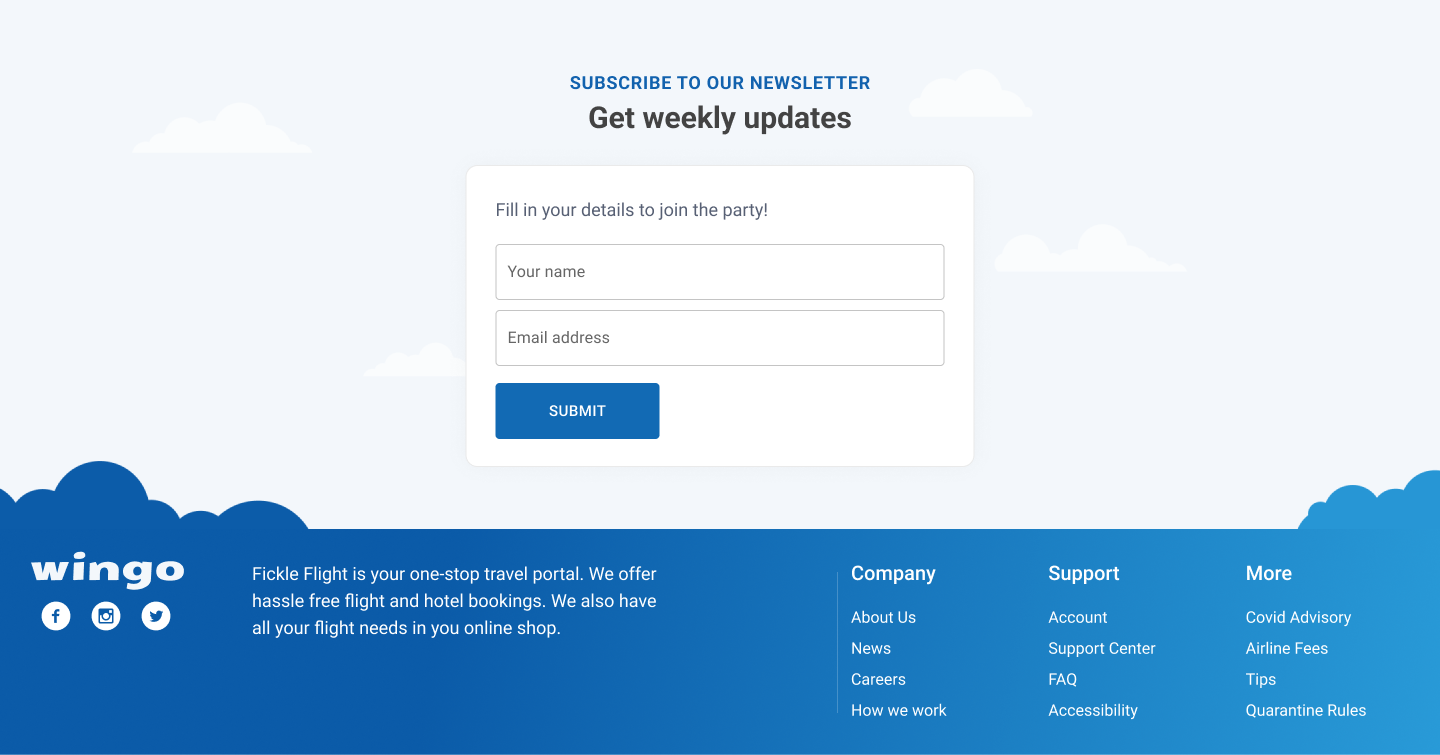 SUBSCRIBE TO OUR NEWSLETTER
Get weekly updates
Fill in your details to join the party!
Your name
Email address
SUBMIT
wingo
Fickle Flight is your one-stop travel portal. We offer
hassle free flight and hotel bookings. We also have
all your flight needs in you online shop.
Company
About Us
News
Careers
How we work
Support
Account
Support Center
FAQ
Accessibility
More
Covid Advisory
Airline Fees
Tips
Quarantine Rules